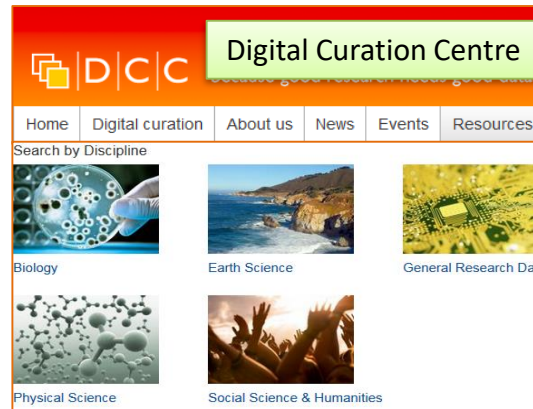 Digital Curation Centre
D|C|C
Home Digital curation About us News Events Resources
Search by Discipline
Biology Earth Science General Research Da
Physical Science Social Science & Humanities